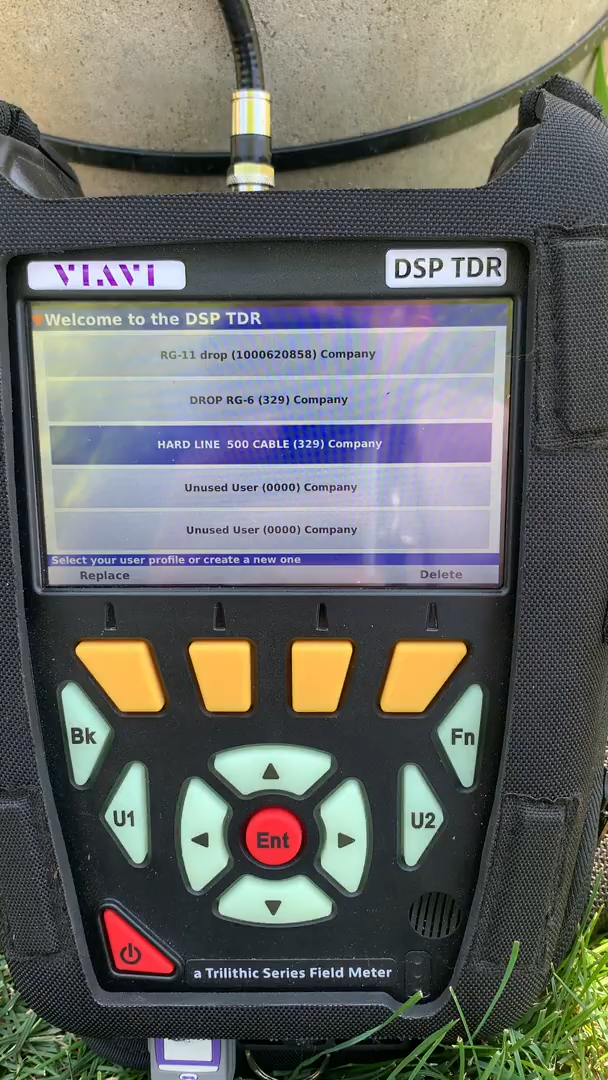 VIAVI
DSP TDR
Welcome to the DSP TDR
RG-11 drop (1000620858) Company
DROP RG-6 (329) Company
HARD LINE 500 CABLE (329) Company
Unused User (0000) Company
Unused User (0000) Company
Select your user profile or create a new one
Replace
Delete
Bk
Fn
U1
U2
Ent
a Trilithic Series Field Meter